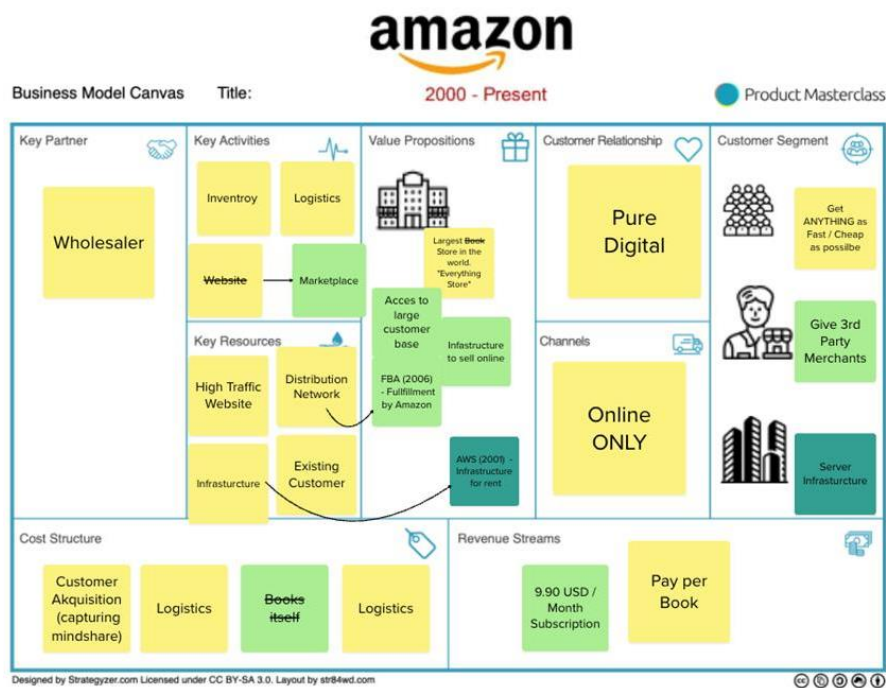 amazon
Business Model Canvas Title: 2000 - Present Product Masterclass
Key Partner
Wholesaler
Key Activities
Inventroy
Logistics
Website
Marketplace
Key Resources
High Traffic
Website
Distribution
Network
Infrasturcture
Existing
Customer
Value Propositions
Largest Book
Store in the
world.
"Everything
Store"
Acces to
large
customer
base
Infastructure
to sell online
FBA (2006)
- Fullfillment
by Amazon
AWS (2001) -
Infrastructure
for rent
Customer Relationship
Pure
Digital
Channels
Online
ONLY
Customer Segment
Get
ANYTHING as
Fast / Cheap
as possilbe
Give 3rd
Party
Merchants
Server
Infrasturcture
Cost Structure
Customer
Akquisition
(capturing
mindshare)
Logistics
Books
itself
Logistics
Revenue Streams
9.90 USD /
Month
Subscription
Pay per
Book
Designed by Strategyzer.com Licensed under CC BY-SA 3.0. Layout by str84wd.com